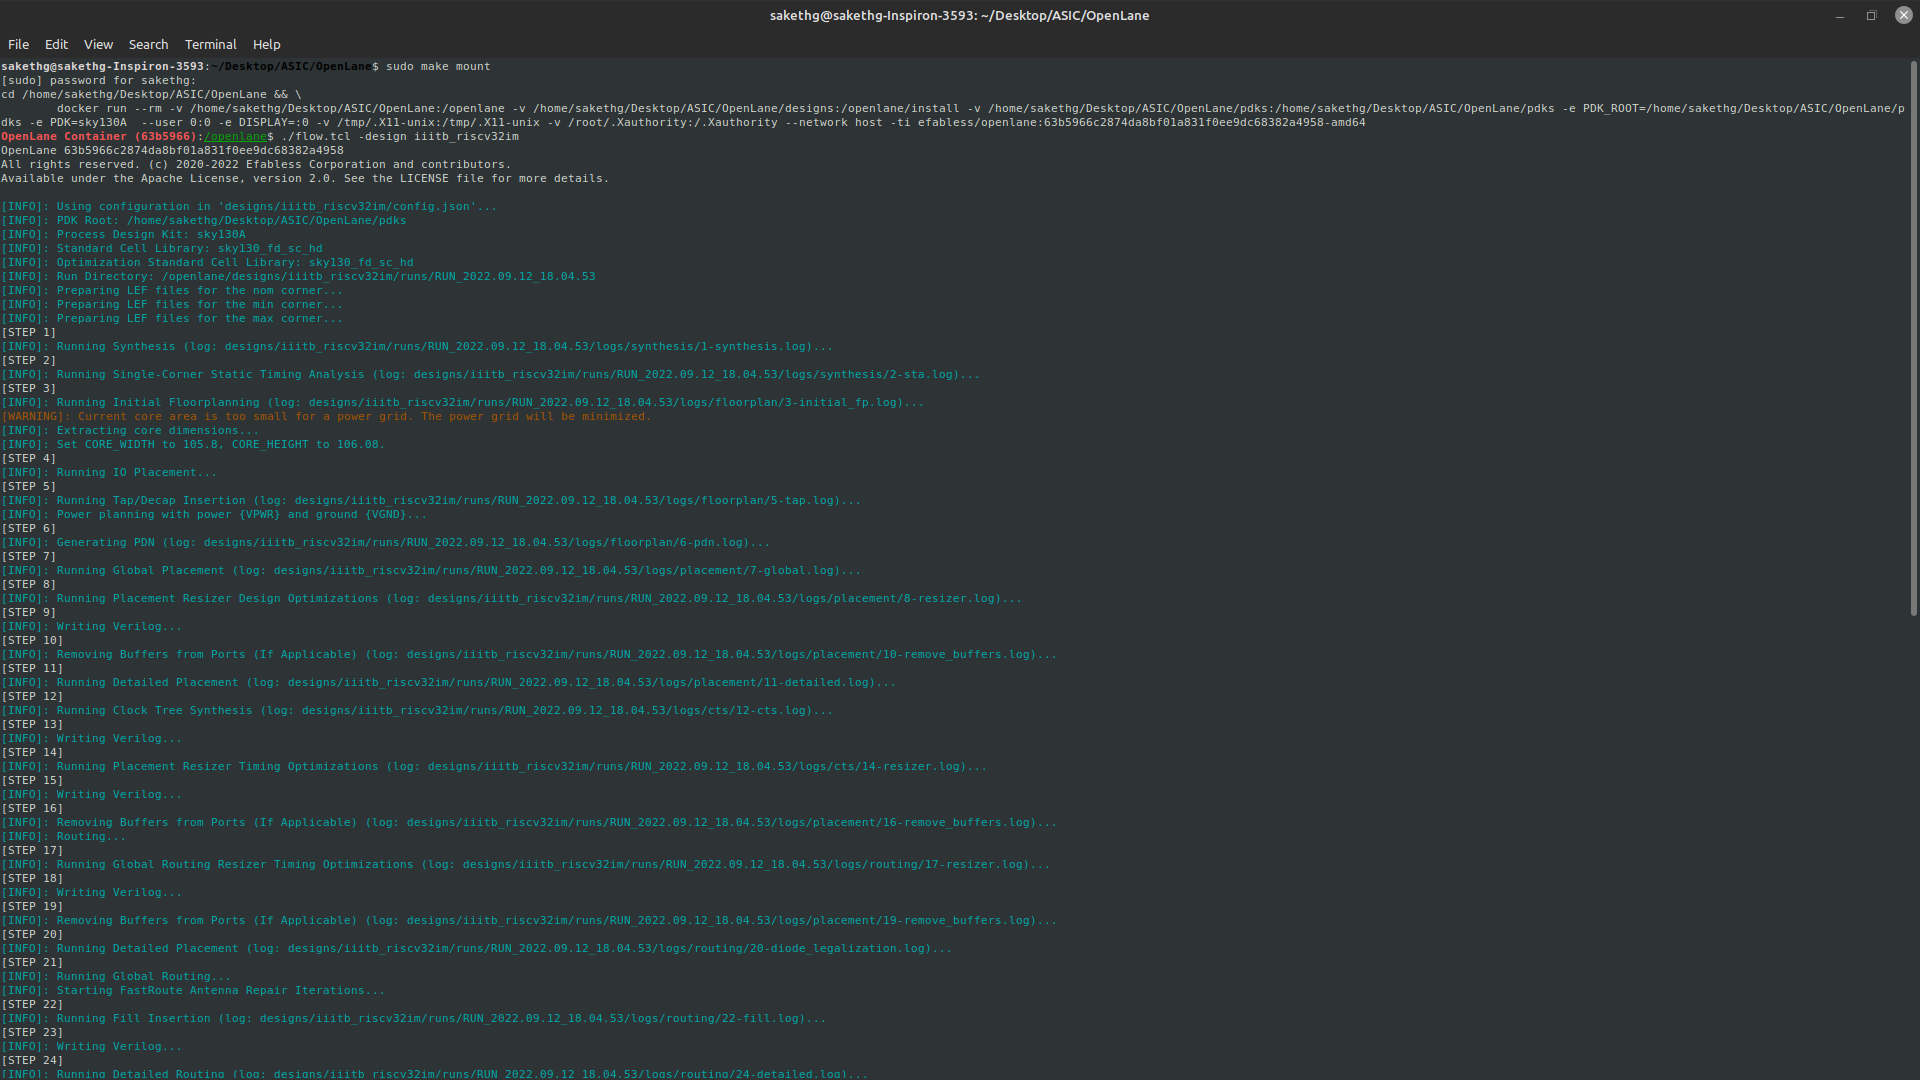 sakethg@sakethg-Inspiron-3593: ~/Desktop/ASIC/OpenLane
File Edit View Search Terminal Help
sakethg@sakethg-Inspiron-3593:~/Desktop/ASIC/OpenLane$ sudo make mount
[sudo] password for sakethg:
cd /home/sakethg/Desktop/ASIC/OpenLane && \
        docker run --rm -v /home/sakethg/Desktop/ASIC/OpenLane:/openlane -v /home/sakethg/Desktop/ASIC/OpenLane/designs:/openlane/install -v /home/sakethg/Desktop/ASIC/OpenLane/pdks:/home/sakethg/Desktop/ASIC/OpenLane/pdks -e PDK_ROOT=/home/sakethg/Desktop/ASIC/OpenLane/p
dks -e PDK=sky130A  --user 0:0 -e DISPLAY=:0 -v /tmp/.X11-unix:/tmp/.X11-unix -v /root/.Xauthority:/.Xauthority --network host -ti efabless/openlane:63b5966c2874da8bf01a831f0ee9dc68382a4958-amd64
OpenLane Container (63b5966):/openlane$ ./flow.tcl -design iiitb_riscv32im
OpenLane 63b5966c2874da8bf01a831f0ee9dc68382a4958
All rights reserved. (c) 2020-2022 Efabless Corporation and contributors.
Available under the Apache License, version 2.0. See the LICENSE file for more details.
[INFO]: Using configuration in 'designs/iiitb_riscv32im/config.json'...
[INFO]: PDK Root: /home/sakethg/Desktop/ASIC/OpenLane/pdks
[INFO]: Process Design Kit: sky130A
[INFO]: Standard Cell Library: sky130_fd_sc_hd
[INFO]: Optimization Standard Cell Library: sky130_fd_sc_hd
[INFO]: Run Directory: /openlane/designs/iiitb_riscv32im/runs/RUN_2022.09.12_18.04.53
[INFO]: Preparing LEF files for the nom corner...
[INFO]: Preparing LEF files for the min corner...
[INFO]: Preparing LEF files for the max corner...
[STEP 1]
[INFO]: Running Synthesis (log: designs/iiitb_riscv32im/runs/RUN_2022.09.12_18.04.53/logs/synthesis/1-synthesis.log)...
[STEP 2]
[INFO]: Running Single-Corner Static Timing Analysis (log: designs/iiitb_riscv32im/runs/RUN_2022.09.12_18.04.53/logs/synthesis/2-sta.log)...
[STEP 3]
[INFO]: Running Initial Floorplanning (log: designs/iiitb_riscv32im/runs/RUN_2022.09.12_18.04.53/logs/floorplan/3-initial_fp.log)...
[WARNING]: Current core area is too small for a power grid. The power grid will be minimized.
[INFO]: Extracting core dimensions...
[INFO]: Set CORE_WIDTH to 105.8, CORE_HEIGHT to 106.08.
[STEP 4]
[INFO]: Running IO Placement...
[STEP 5]
[INFO]: Running Tap/Decap Insertion (log: designs/iiitb_riscv32im/runs/RUN_2022.09.12_18.04.53/logs/floorplan/5-tap.log)...
[INFO]: Power planning with power {VPWR} and ground {VGND}...
[STEP 6]
[INFO]: Generating PDN (log: designs/iiitb_riscv32im/runs/RUN_2022.09.12_18.04.53/logs/floorplan/6-pdn.log)...
[STEP 7]
[INFO]: Running Global Placement (log: designs/iiitb_riscv32im/runs/RUN_2022.09.12_18.04.53/logs/placement/7-global.log)...
[STEP 8]
[INFO]: Running Placement Resizer Design Optimizations (log: designs/iiitb_riscv32im/runs/RUN_2022.09.12_18.04.53/logs/placement/8-resizer.log)...
[STEP 9]
[INFO]: Writing Verilog...
[STEP 10]
[INFO]: Removing Buffers from Ports (If Applicable) (log: designs/iiitb_riscv32im/runs/RUN_2022.09.12_18.04.53/logs/placement/10-remove_buffers.log)...
[STEP 11]
[INFO]: Running Detailed Placement (log: designs/iiitb_riscv32im/runs/RUN_2022.09.12_18.04.53/logs/placement/11-detailed.log)...
[STEP 12]
[INFO]: Running Clock Tree Synthesis (log: designs/iiitb_riscv32im/runs/RUN_2022.09.12_18.04.53/logs/cts/12-cts.log)...
[STEP 13]
[INFO]: Writing Verilog...
[STEP 14]
[INFO]: Running Placement Resizer Timing Optimizations (log: designs/iiitb_riscv32im/runs/RUN_2022.09.12_18.04.53/logs/cts/14-resizer.log)...
[STEP 15]
[INFO]: Writing Verilog...
[STEP 16]
[INFO]: Removing Buffers from Ports (If Applicable) (log: designs/iiitb_riscv32im/runs/RUN_2022.09.12_18.04.53/logs/placement/16-remove_buffers.log)...
[INFO]: Routing...
[STEP 17]
[INFO]: Running Global Routing Resizer Timing Optimizations (log: designs/iiitb_riscv32im/runs/RUN_2022.09.12_18.04.53/logs/routing/17-resizer.log)...
[STEP 18]
[INFO]: Writing Verilog...
[STEP 19]
[INFO]: Removing Buffers from Ports (If Applicable) (log: designs/iiitb_riscv32im/runs/RUN_2022.09.12_18.04.53/logs/placement/19-remove_buffers.log)...
[STEP 20]
[INFO]: Running Detailed Placement (log: designs/iiitb_riscv32im/runs/RUN_2022.09.12_18.04.53/logs/routing/20-diode_legalization.log)...
[STEP 21]
[INFO]: Running Global Routing...
[INFO]: Starting FastRoute Antenna Repair Iterations...
[STEP 22]
[INFO]: Running Fill Insertion (log: designs/iiitb_riscv32im/runs/RUN_2022.09.12_18.04.53/logs/routing/22-fill.log)...
[STEP 23]
[INFO]: Writing Verilog...
[STEP 24]
[INFO]: Running Detailed Routing (log: designs/iiitb_riscv32im/runs/RUN_2022.09.12_18.04.53/logs/routing/24-detailed.log)...